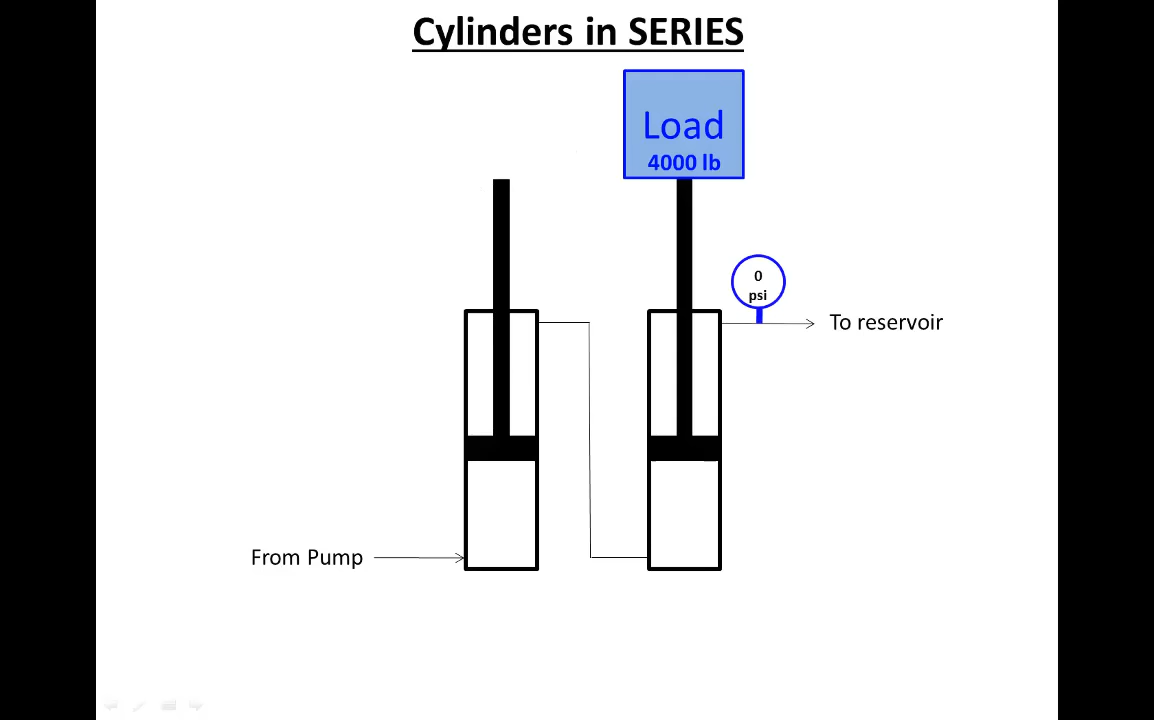 Cylinders in SERIES
Load
4000 lb
0
psi
To reservoir
From Pump